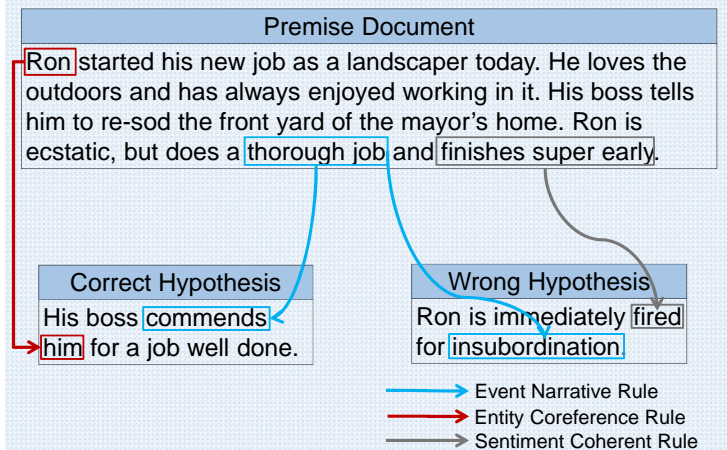 Premise Document
Ron started his new job as a landscaper today. He loves the
outdoors and has always enjoyed working in it. His boss tells
him to re-sod the front yard of the mayor's home. Ron is
ecstatic, but does a thorough job and finishes super early.
Correct Hypothesis
His boss commends
him for a job well done.
Wrong Hypothesis
Ron is immediately fired
for insubordination.
Event Narrative Rule
Entity Coreference Rule
Sentiment Coherent Rule